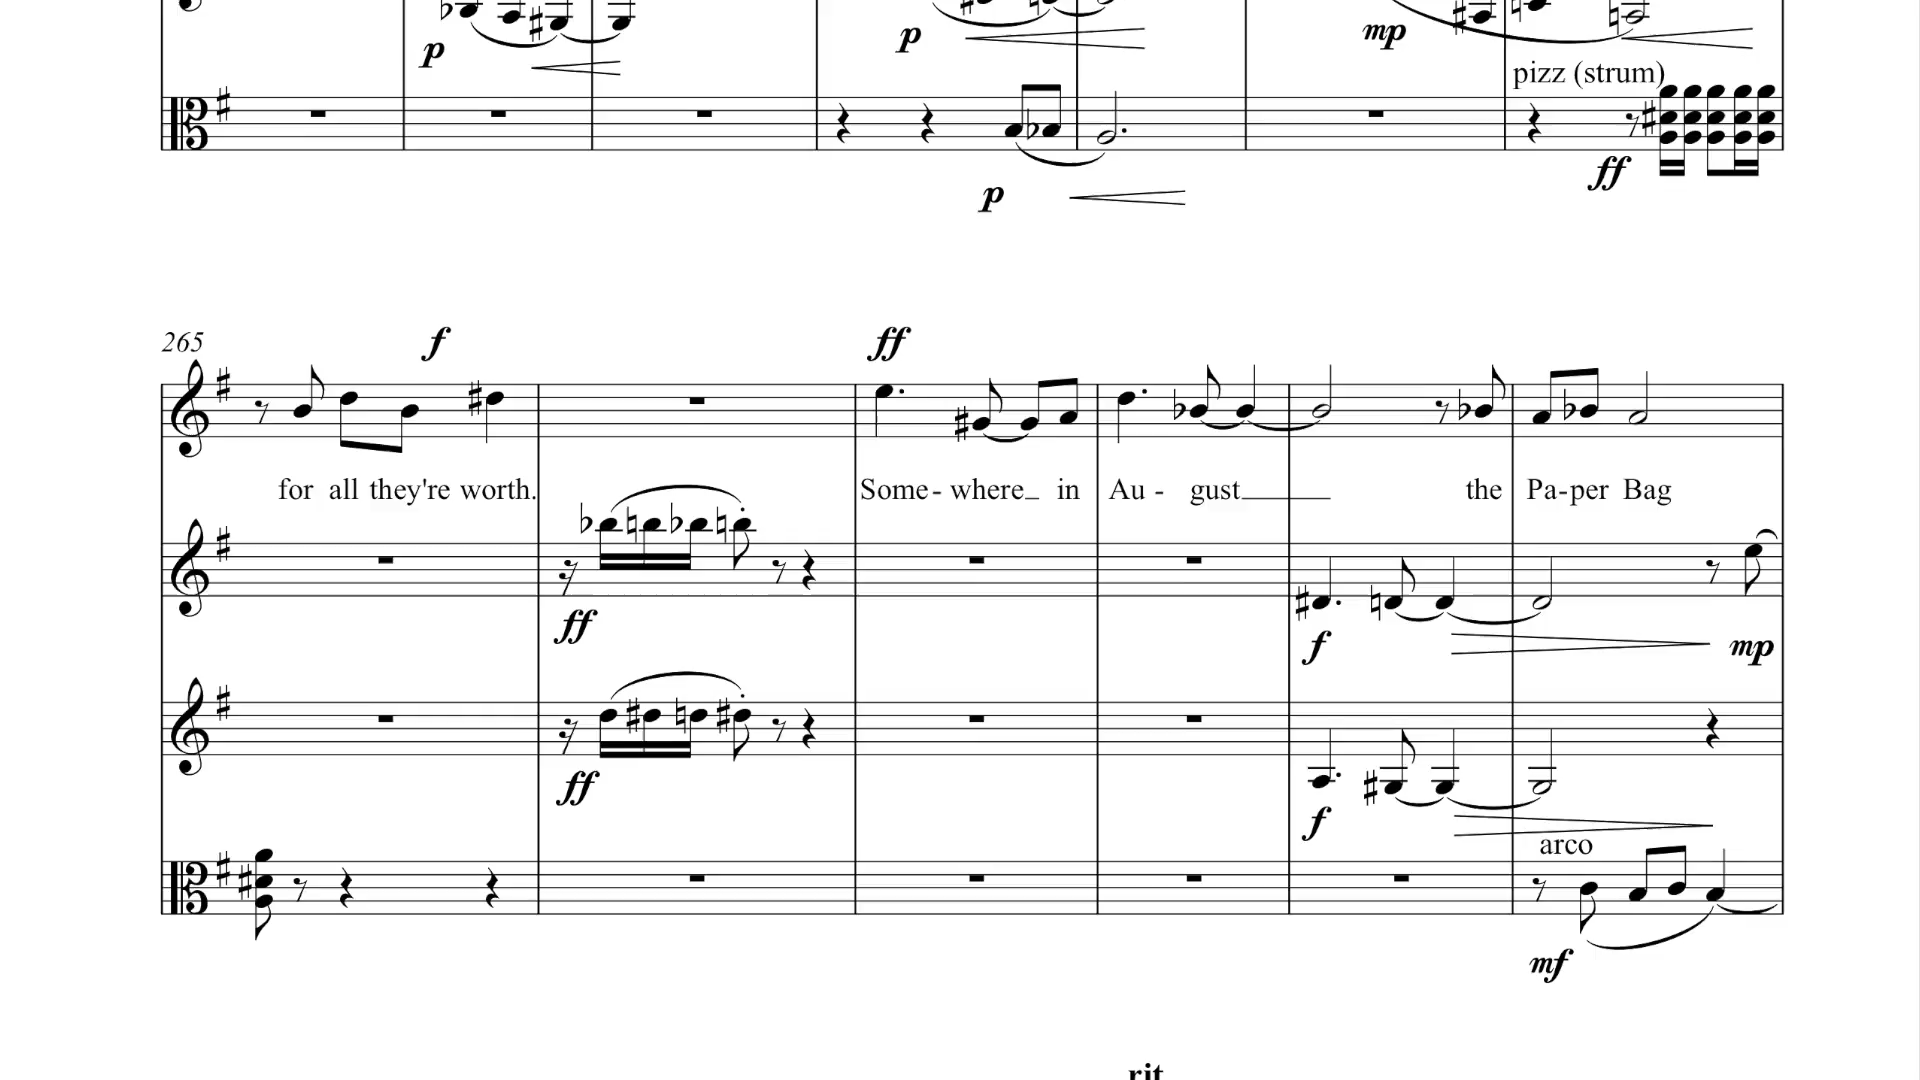 p
p
mp
pizz (strum)
ff
p
265
f
ff
for all they're worth.
Some - where in Au - gust the Pa-per Bag
ff
f
mp
ff
f
arco
mf
rit